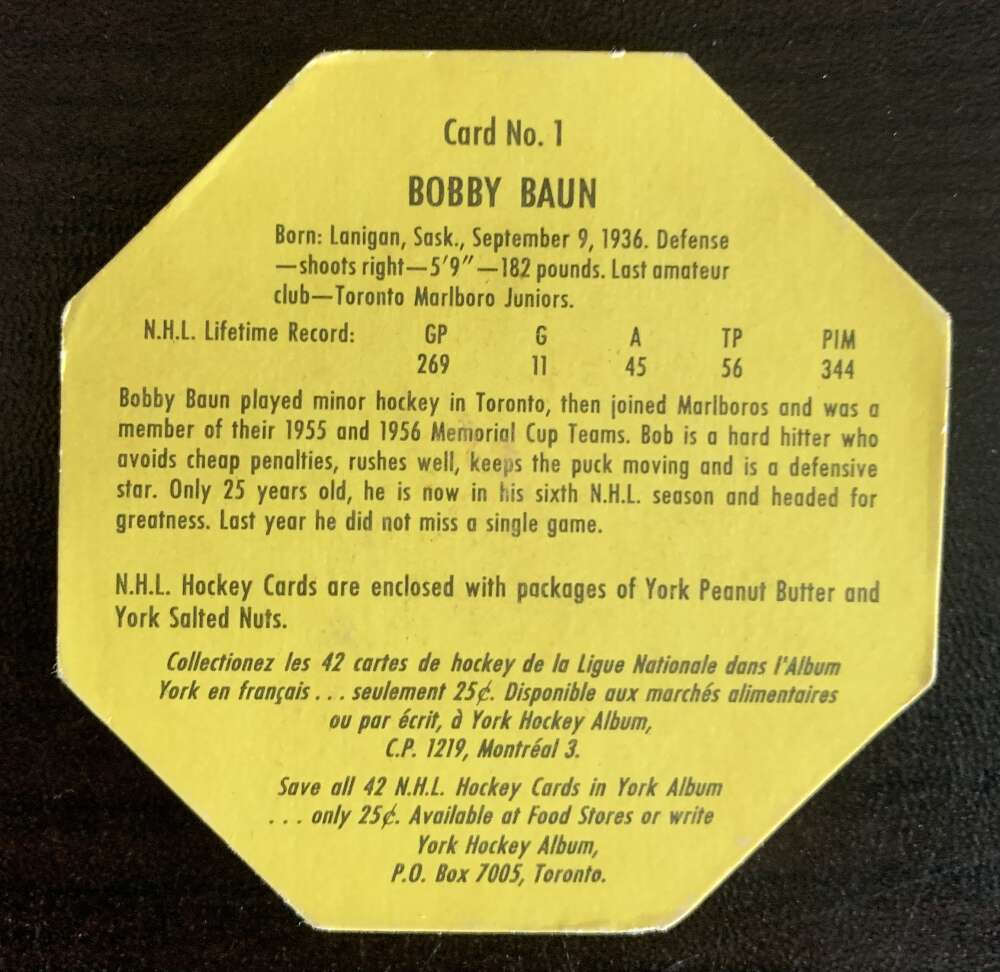 Card No. 1
BOBBY BAUN
Born: Lanigan, Sask., September 9, 1936. Defense
—shoots right—5'9"—182 pounds. Last amateur
club—Toronto Marlboro Juniors.
N.H.L. Lifetime Record: GP G A TP PIM
269 11 45 56 344
Bobby Baun played minor hockey in Toronto, then joined Marlboros and was a
member of their 1955 and 1956 Memorial Cup Teams. Bob is a hard hitter who
avoids cheap penalties, rushes well, keeps the puck moving and is a defensive
star. Only 25 years old, he is now in his sixth N.H.L. season and headed for
greatness. Last year he did not miss a single game.
N.H.L. Hockey Cards are enclosed with packages of York Peanut Butter and
York Salted Nuts.
Collectionez les 42 cartes de hockey de la Ligue Nationale dans l'Album
York en français . . . seulement 25¢. Disponible aux marchés alimentaires
ou par écrit, à York Hockey Album,
C.P. 1219, Montréal 3.
Save all 42 N.H.L. Hockey Cards in York Album
. . . only 25¢. Available at Food Stores or write
York Hockey Album,
P.O. Box 7005, Toronto.